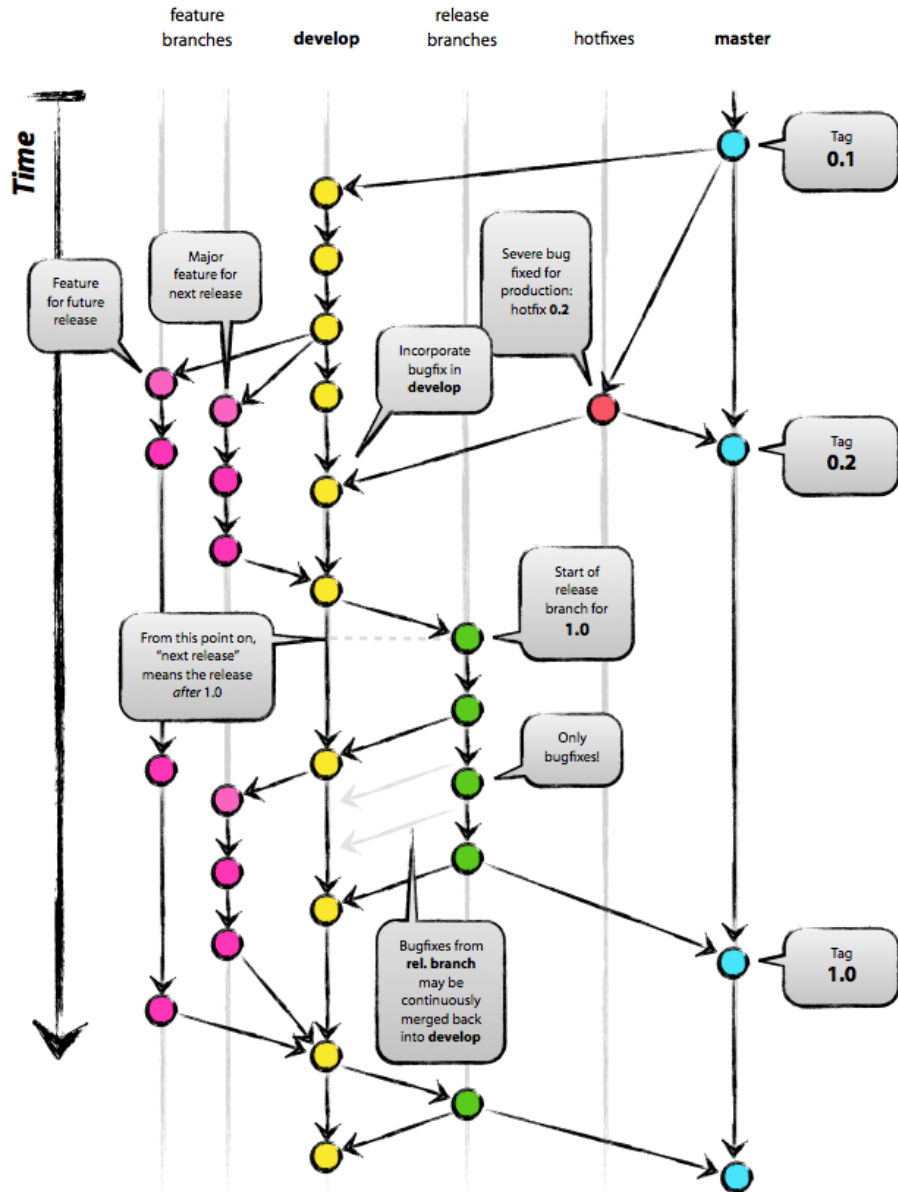 feature
branches
develop
release
branches
hotfixes
master
Time
Tag
0.1
Major
feature for
next release
Severe bug
fixed for
production:
hotfix 0.2
Feature
for future
release
Incorporate
bugfix in
develop
Tag
0.2
Start of
release
branch for
1.0
From this point on,
“next release”
means the release
after 1.0
Only
bugfixes!
Bugfixes from
rel. branch
may be
continuously
merged back
into develop
Tag
1.0